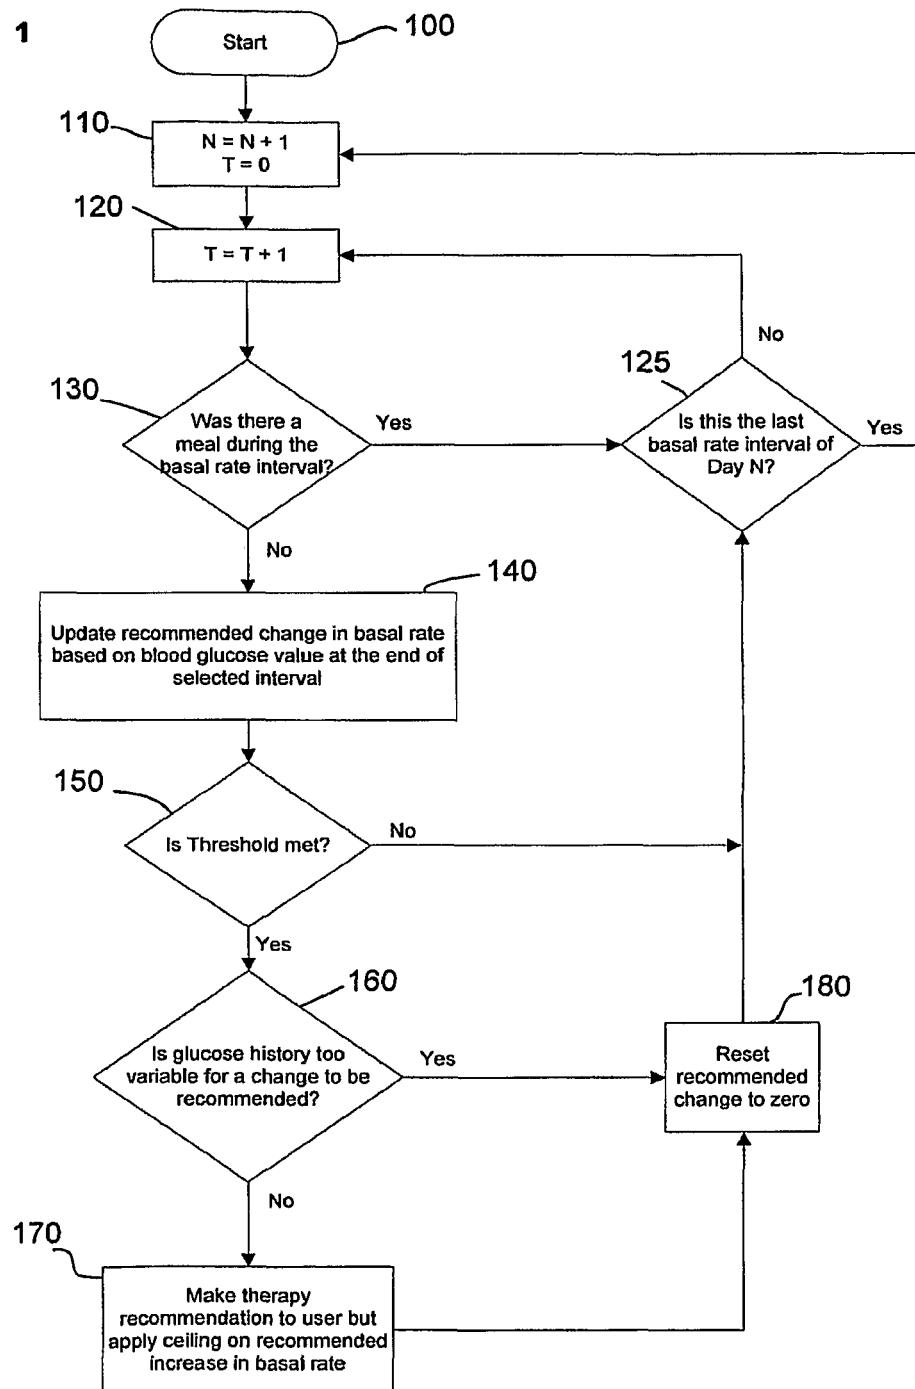 1
Start
100
110
N = N + 1
T = 0
120
T = T + 1
No
125
130
Was there a
meal during the
basal rate interval?
Yes
Is this the last
basal rate interval of
Day N?
Yes
No
140
Update recommended change in basal rate
based on blood glucose value at the end of
selected interval
150
Is Threshold met?
No
Yes
160
180
Is glucose history too
variable for a change to be
recommended?
Yes
Reset
recommended
change to zero
No
170
Make therapy
recommendation to user but
apply ceiling on recommended
increase in basal rate